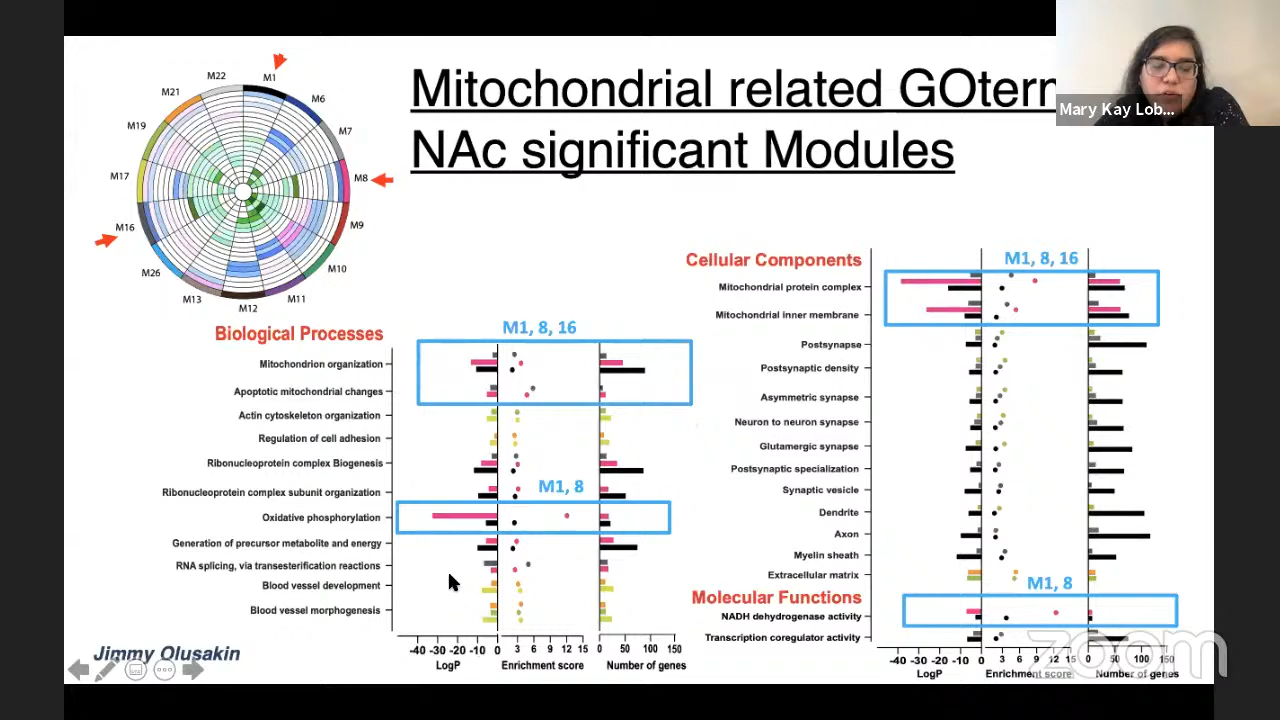 Mitochondrial related GOterm
NAc significant Modules
Mary Kay Lob...
M1
M6
M7
M8
M9
M10
M11
M12
M13
M26
M16
M17
M19
M21
M22
Biological Processes
M1, 8, 16
Mitochondrion organization
Apoptotic mitochondrial changes
Actin cytoskeleton organization
Regulation of cell adhesion
Ribonucleoprotein complex Biogenesis
Ribonucleoprotein complex subunit organization
M1, 8
Oxidative phosphorylation
Generation of precursor metabolite and energy
RNA splicing, via transesterification reactions
Blood vessel development
Blood vessel morphogenesis
-40 -30 -20 -10 0 3 6 9 12 15 0 50 100 150
LogP Enrichment score Number of genes
Cellular Components
M1, 8, 16
Mitochondrial protein complex
Mitochondrial inner membrane
Postsynapse
Postsynaptic density
Asymmetric synapse
Neuron to neuron synapse
Glutamergic synapse
Postsynaptic specialization
Synaptic vesicle
Dendrite
Axon
Myelin sheath
Extracellular matrix
Molecular Functions
M1, 8
NADH dehydrogenase activity
Transcription coregulator activity
-40 -30 -20 -10 0 3 6 9 12 15 0 50 100 150
LogP Enrichment score Number of genes
Jimmy Olusakin
zoom